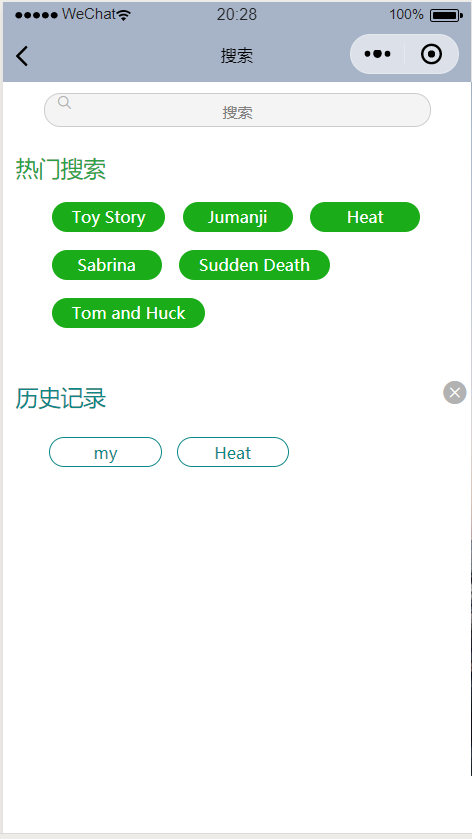 WeChat 20:28 100%
搜索
搜索
热门搜索
Toy Story Jumanji Heat
Sabrina Sudden Death
Tom and Huck
历史记录
my Heat